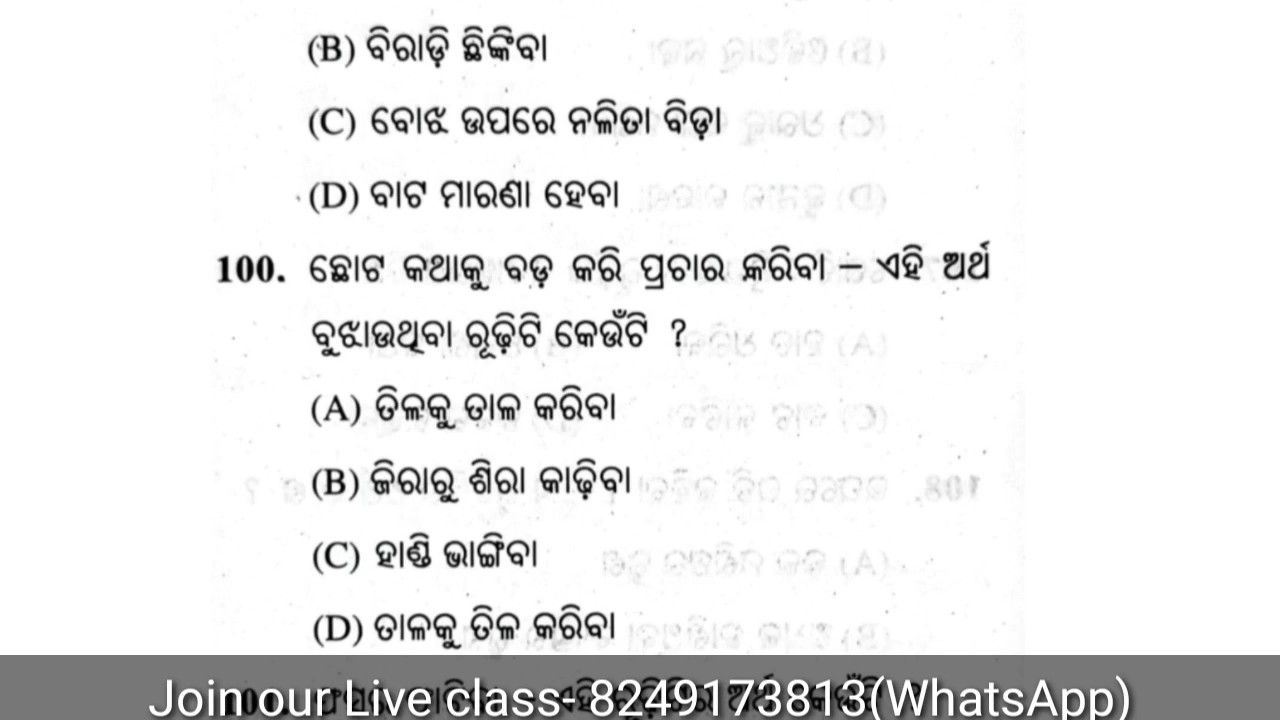 (B) ବିରାଡ଼ି ଛିଙ୍କିବା
(C) ବୋଝ ଉପରେ ନଳିତା ବିଡ଼ା
(D) ବାଟ ମାରଣା ହେବା
100. ଛୋଟ କଥାକୁ ବଡ଼ କରି ପ୍ରଚାର କରିବା – ଏହି ଅର୍ଥ
ବୁଝାଉଥିବା ରୂଢ଼ିଟି କେଉଁଟି ?
(A) ତିଳକୁ ତାଳ କରିବା
(B) ଜିରାରୁ ଶିରା କାଢ଼ିବା
(C) ହାଣ୍ଡି ଭାଙ୍ଗିବା
(D) ତାଳକୁ ତିଳ କରିବା
Join our Live class- 8249173813(WhatsApp)